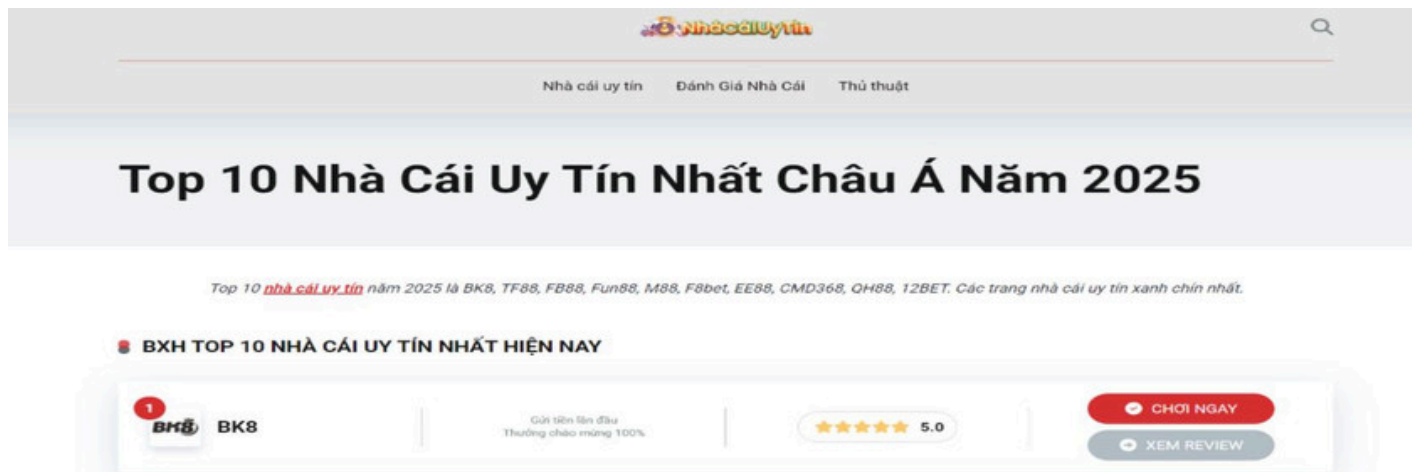 NhàcáiUytín
Nhà cái uy tín Đánh Giá Nhà Cái Thủ thuật
Top 10 Nhà Cái Uy Tín Nhất Châu Á Năm 2025
Top 10 nhà cái uy tín năm 2025 là BK8, TF88, FB88, Fun88, M88, F8bet, EE88, CMD368, QH88, 12BET. Các trang nhà cái uy tín xanh chín nhất.
BXH TOP 10 NHÀ CÁI UY TÍN NHẤT HIỆN NAY
1
BK8 BK8
Gửi tiền lần đầu
Thưởng chào mừng 100%
5.0
CHƠI NGAY
XEM REVIEW